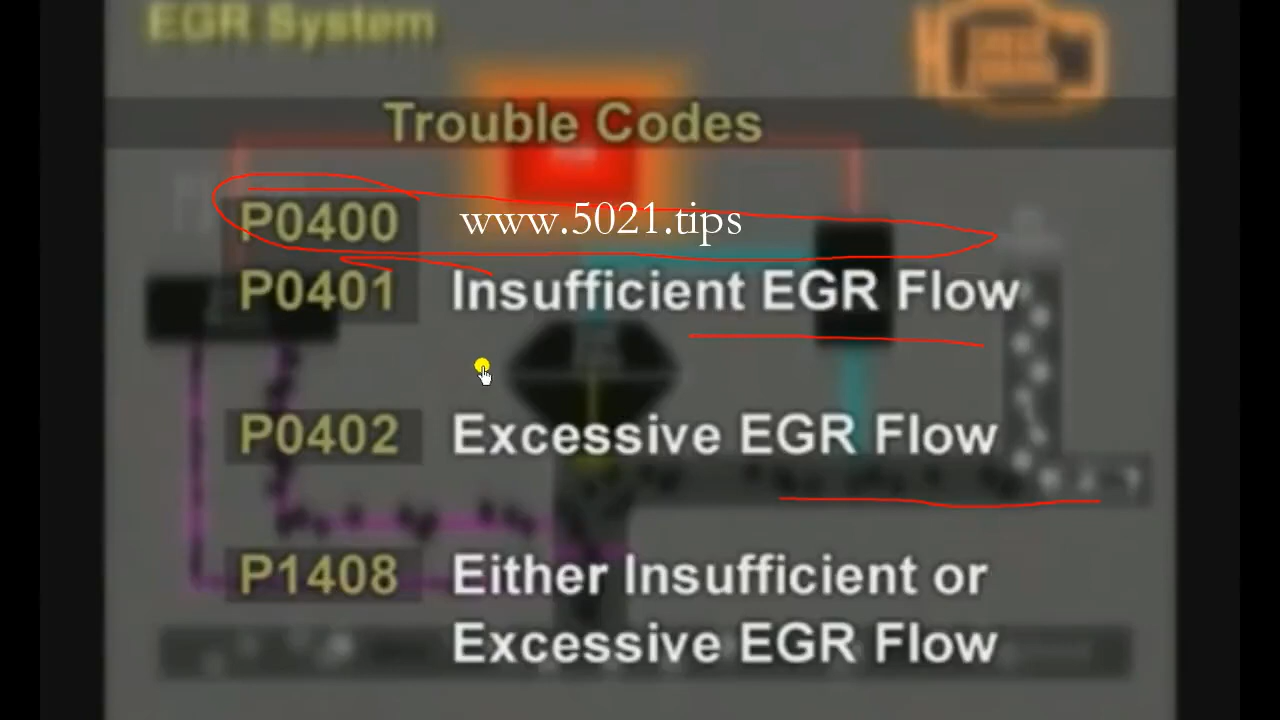 EGR System
Trouble Codes
P0400 www.5021.tips
P0401 Insufficient EGR Flow
P0402 Excessive EGR Flow
P1408 Either Insufficient or
Excessive EGR Flow